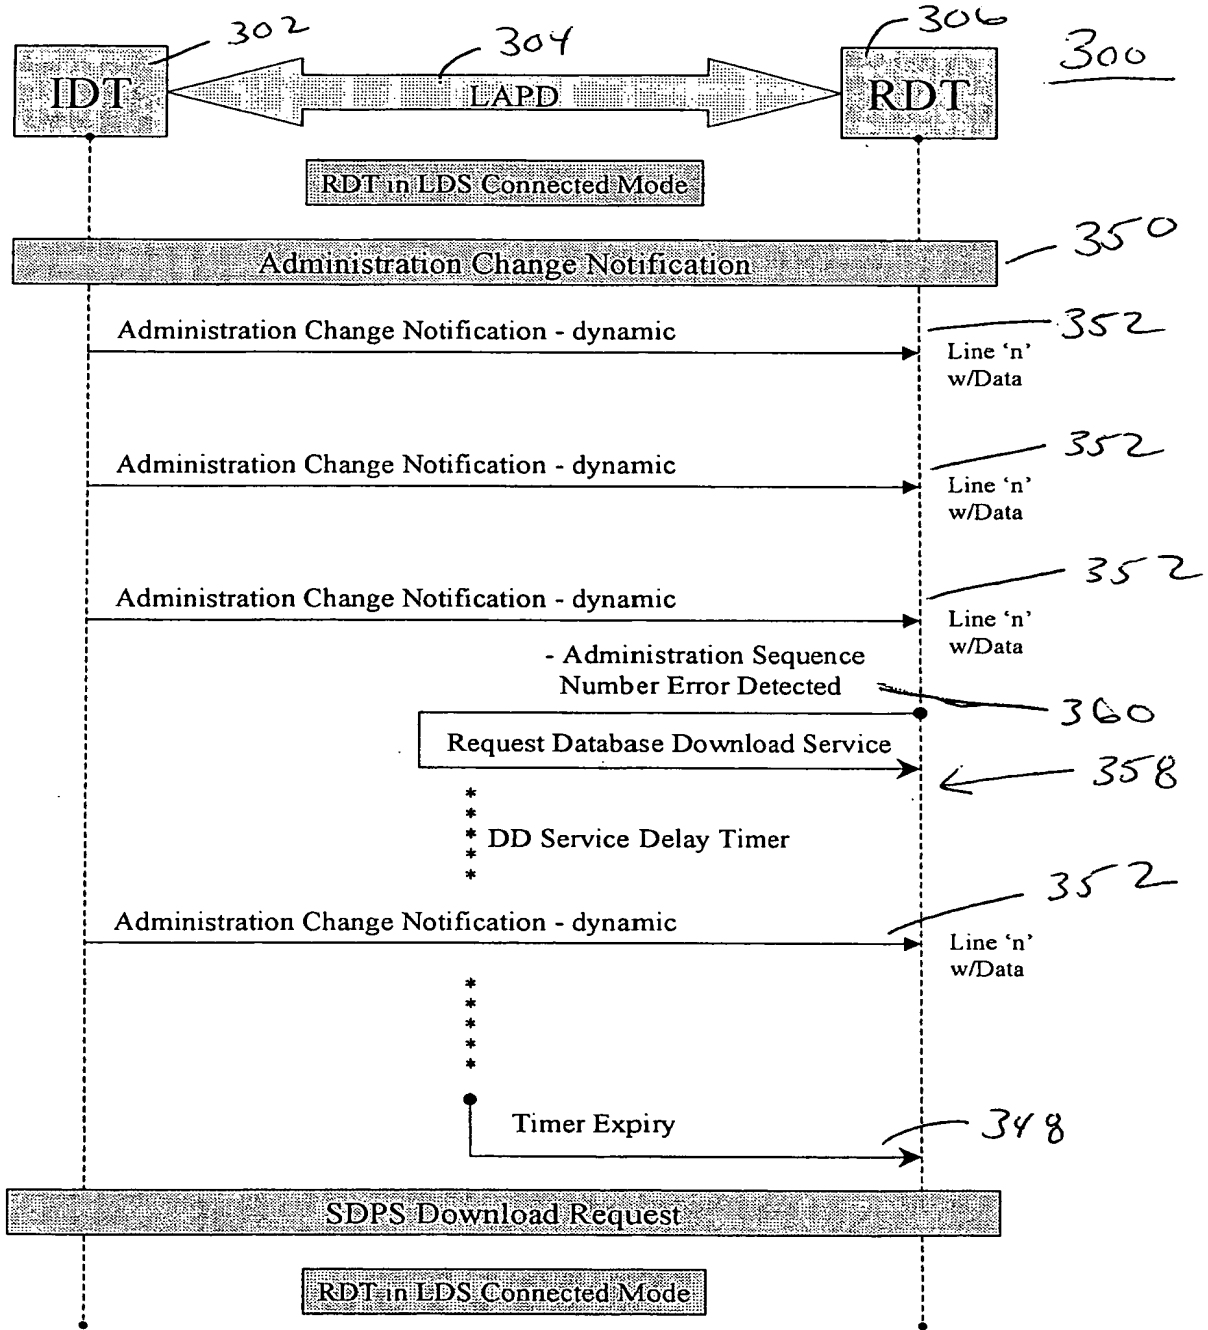 302
304
306
300
IDT
LAPD
RDT
RDT in LDS Connected Mode
350
Administration Change Notification
352
Administration Change Notification - dynamic
Line 'n'
w/Data
352
Administration Change Notification - dynamic
Line 'n'
w/Data
352
Administration Change Notification - dynamic
Line 'n'
w/Data
- Administration Sequence
Number Error Detected
360
Request Database Download Service
358
* * * * *
DD Service Delay Timer
352
Administration Change Notification - dynamic
Line 'n'
w/Data
* * * * *
Timer Expiry
348
SDPS Download Request
RDT in LDS Connected Mode